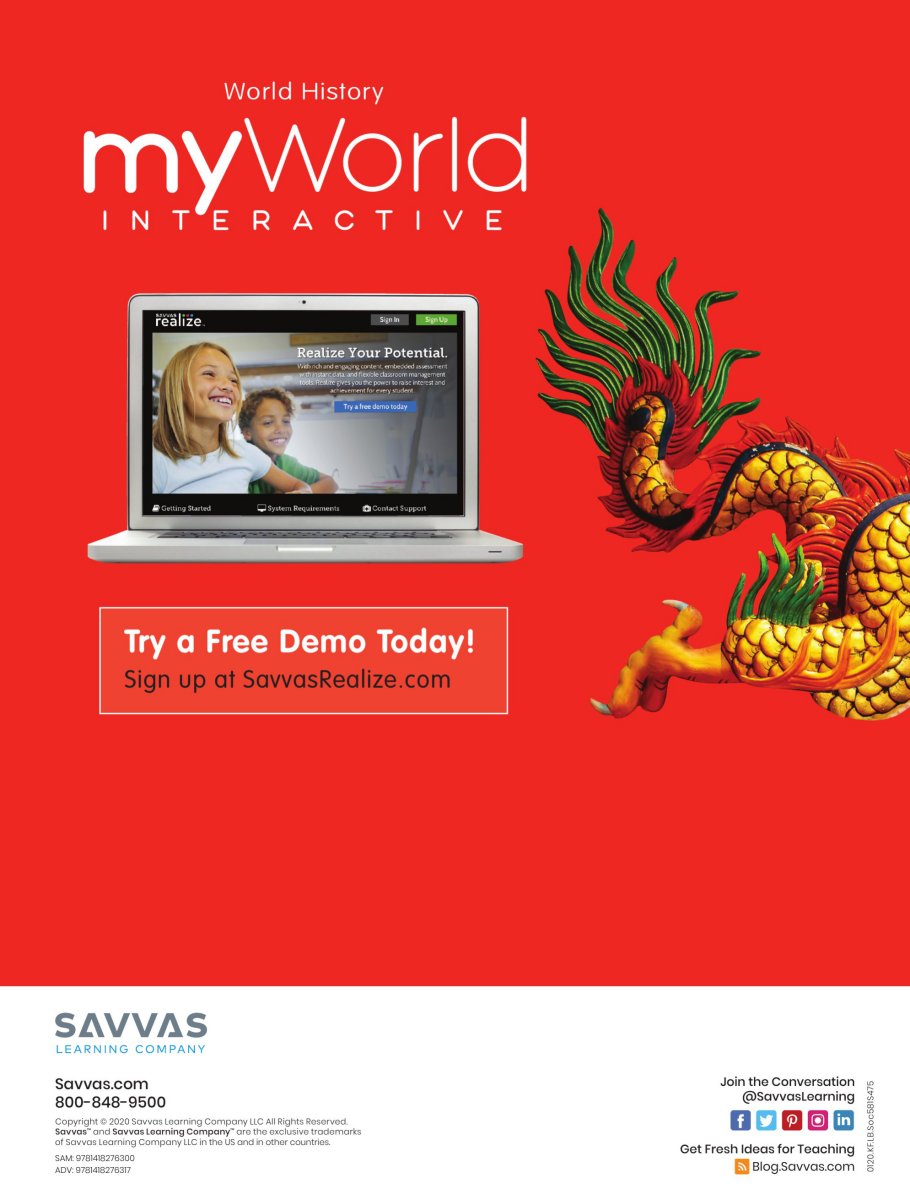 World History
myWorld
INTERACTIVE
SAVVAS
realize™
Sign In
Sign Up
Realize Your Potential.
With rich and engaging content, embedded assessment
with instant data, and flexible classroom management
tools, Realize gives you the power to raise interest and
achievement for every student.
Try a free demo today
Getting Started
System Requirements
Contact Support
Try a Free Demo Today!
Sign up at SavvasRealize.com
SAVVAS
LEARNING COMPANY
Savvas.com
800-848-9500
Copyright © 2020 Savvas Learning Company LLC All Rights Reserved.
Savvas™ and Savvas Learning Company™ are the exclusive trademarks
of Savvas Learning Company LLC in the US and in other countries.
SAM: 9781418276300
ADV: 9781418276317
Join the Conversation
@SavvasLearning
Get Fresh Ideas for Teaching
Blog.Savvas.com
0120.KF.LB.Soc581S475